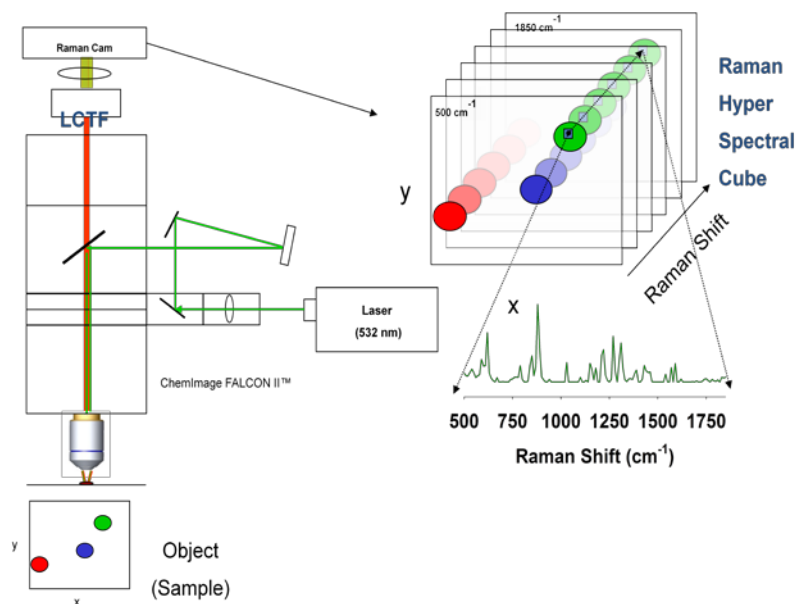 Raman Cam
LCTF
Laser
(532 nm)
ChemImage FALCON II™
y
x
Object
(Sample)
1850 cm-1
500 cm-1
Raman
Hyper
Spectral
Cube
y
x
Raman Shift
500 750 1000 1250 1500 1750
Raman Shift (cm-1)